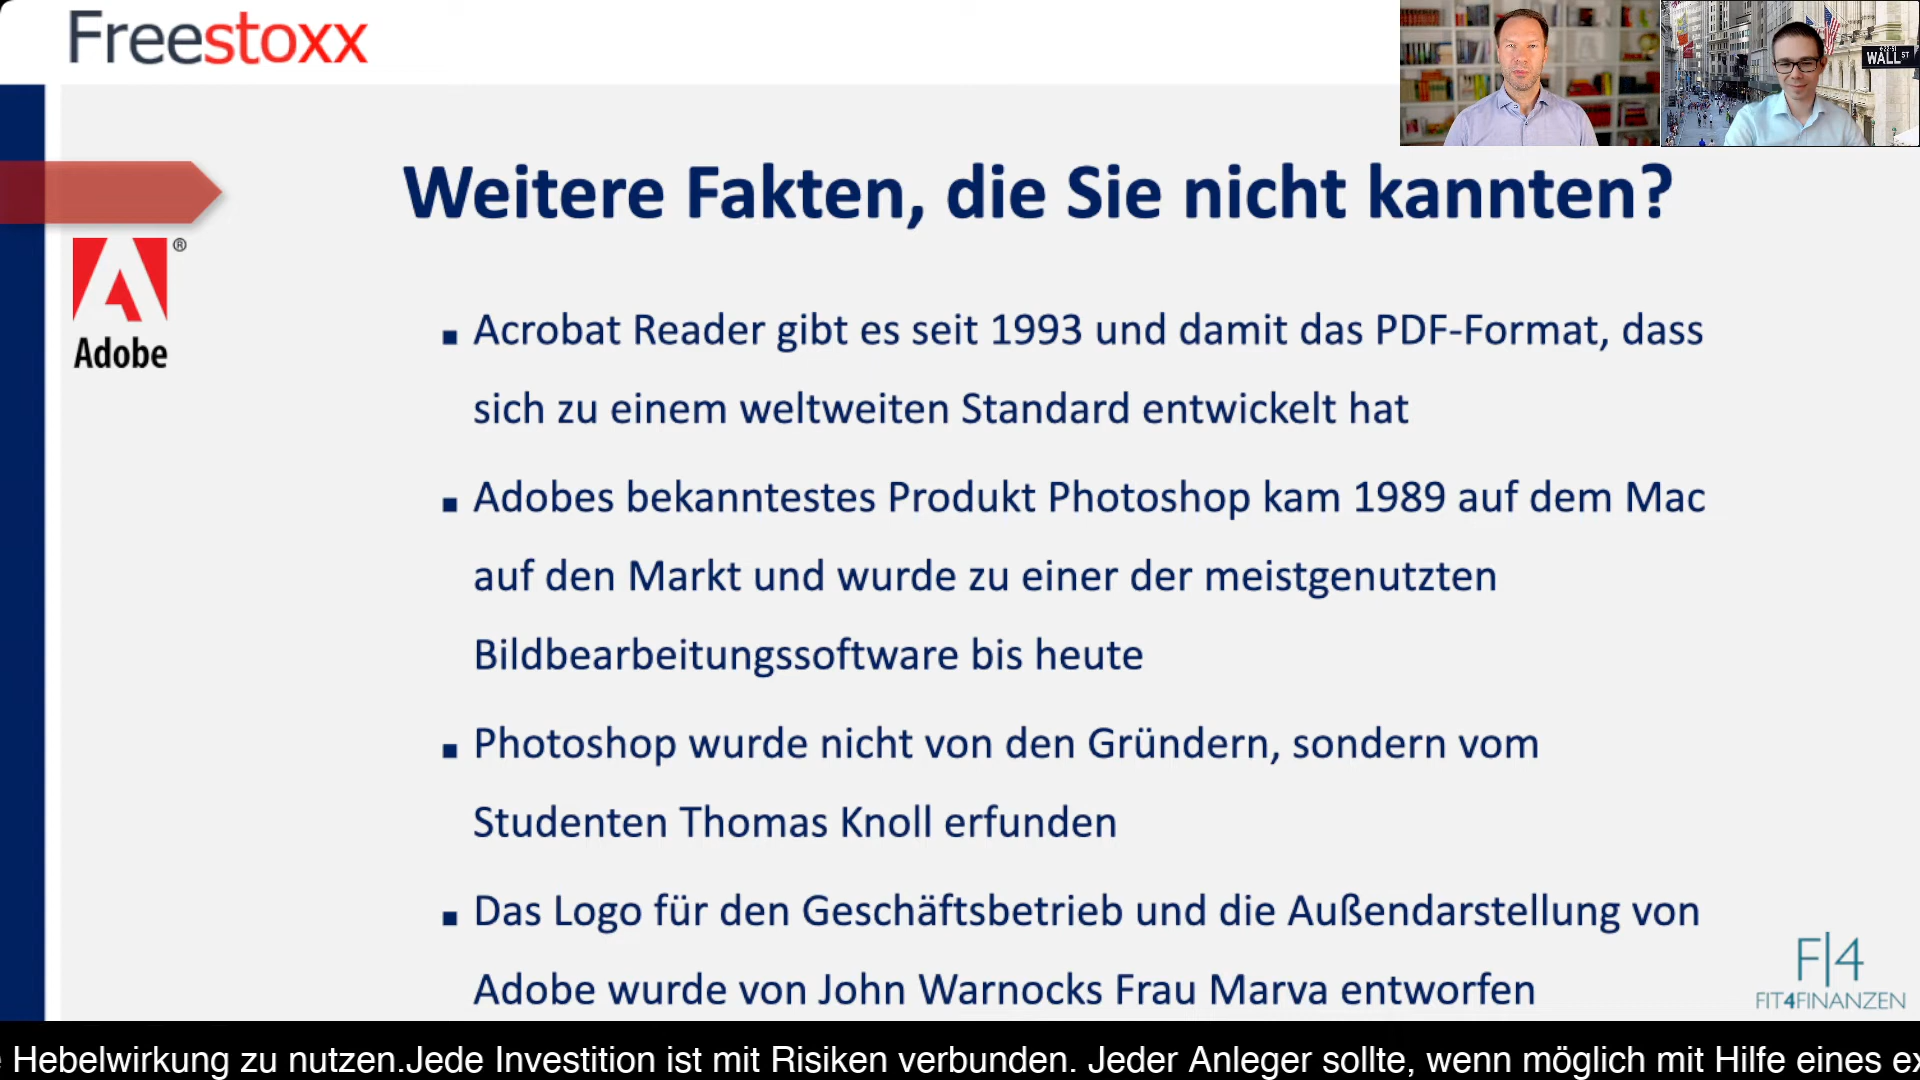 Freestoxx
WALL ST
Weitere Fakten, die Sie nicht kannten?
®
Adobe
▪ Acrobat Reader gibt es seit 1993 und damit das PDF-Format, dass
sich zu einem weltweiten Standard entwickelt hat
▪ Adobes bekanntestes Produkt Photoshop kam 1989 auf dem Mac
auf den Markt und wurde zu einer der meistgenutzten
Bildbearbeitungssoftware bis heute
▪ Photoshop wurde nicht von den Gründern, sondern vom
Studenten Thomas Knoll erfunden
▪ Das Logo für den Geschäftsbetrieb und die Außendarstellung von
Adobe wurde von John Warnocks Frau Marva entworfen
F|4
FIT4FINANZEN
Hebelwirkung zu nutzen.Jede Investition ist mit Risiken verbunden. Jeder Anleger sollte, wenn möglich mit Hilfe eines ex